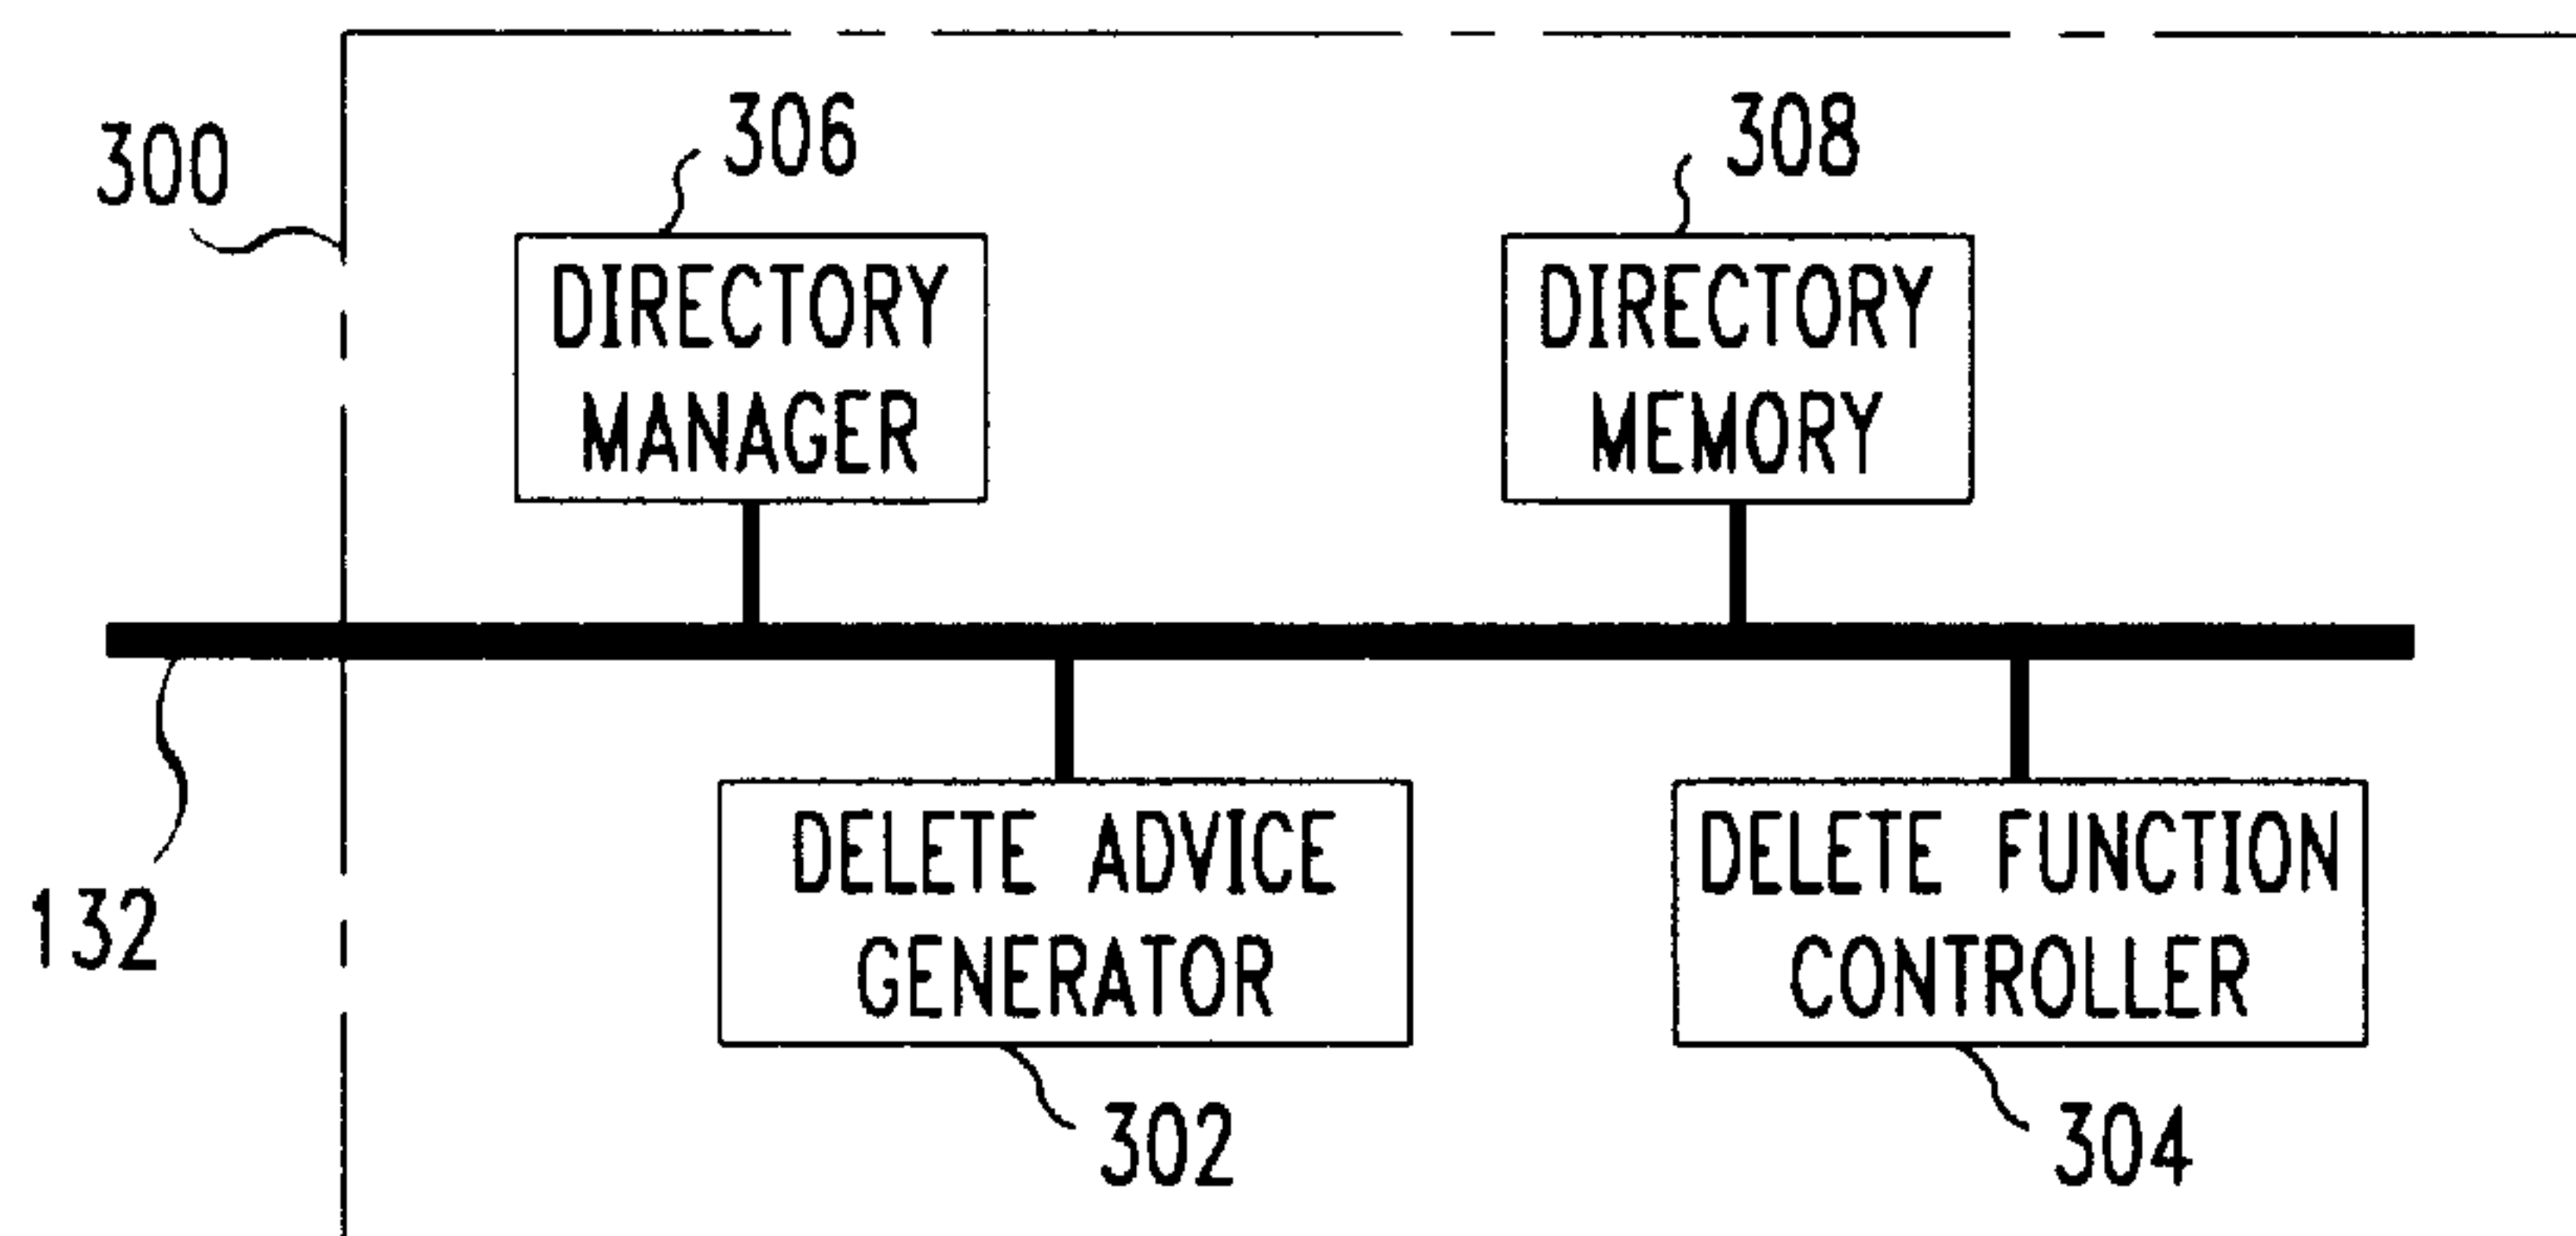 306
308
300
DIRECTORY
MANAGER
DIRECTORY
MEMORY
132
DELETE ADVICE
GENERATOR
DELETE FUNCTION
CONTROLLER
302
304